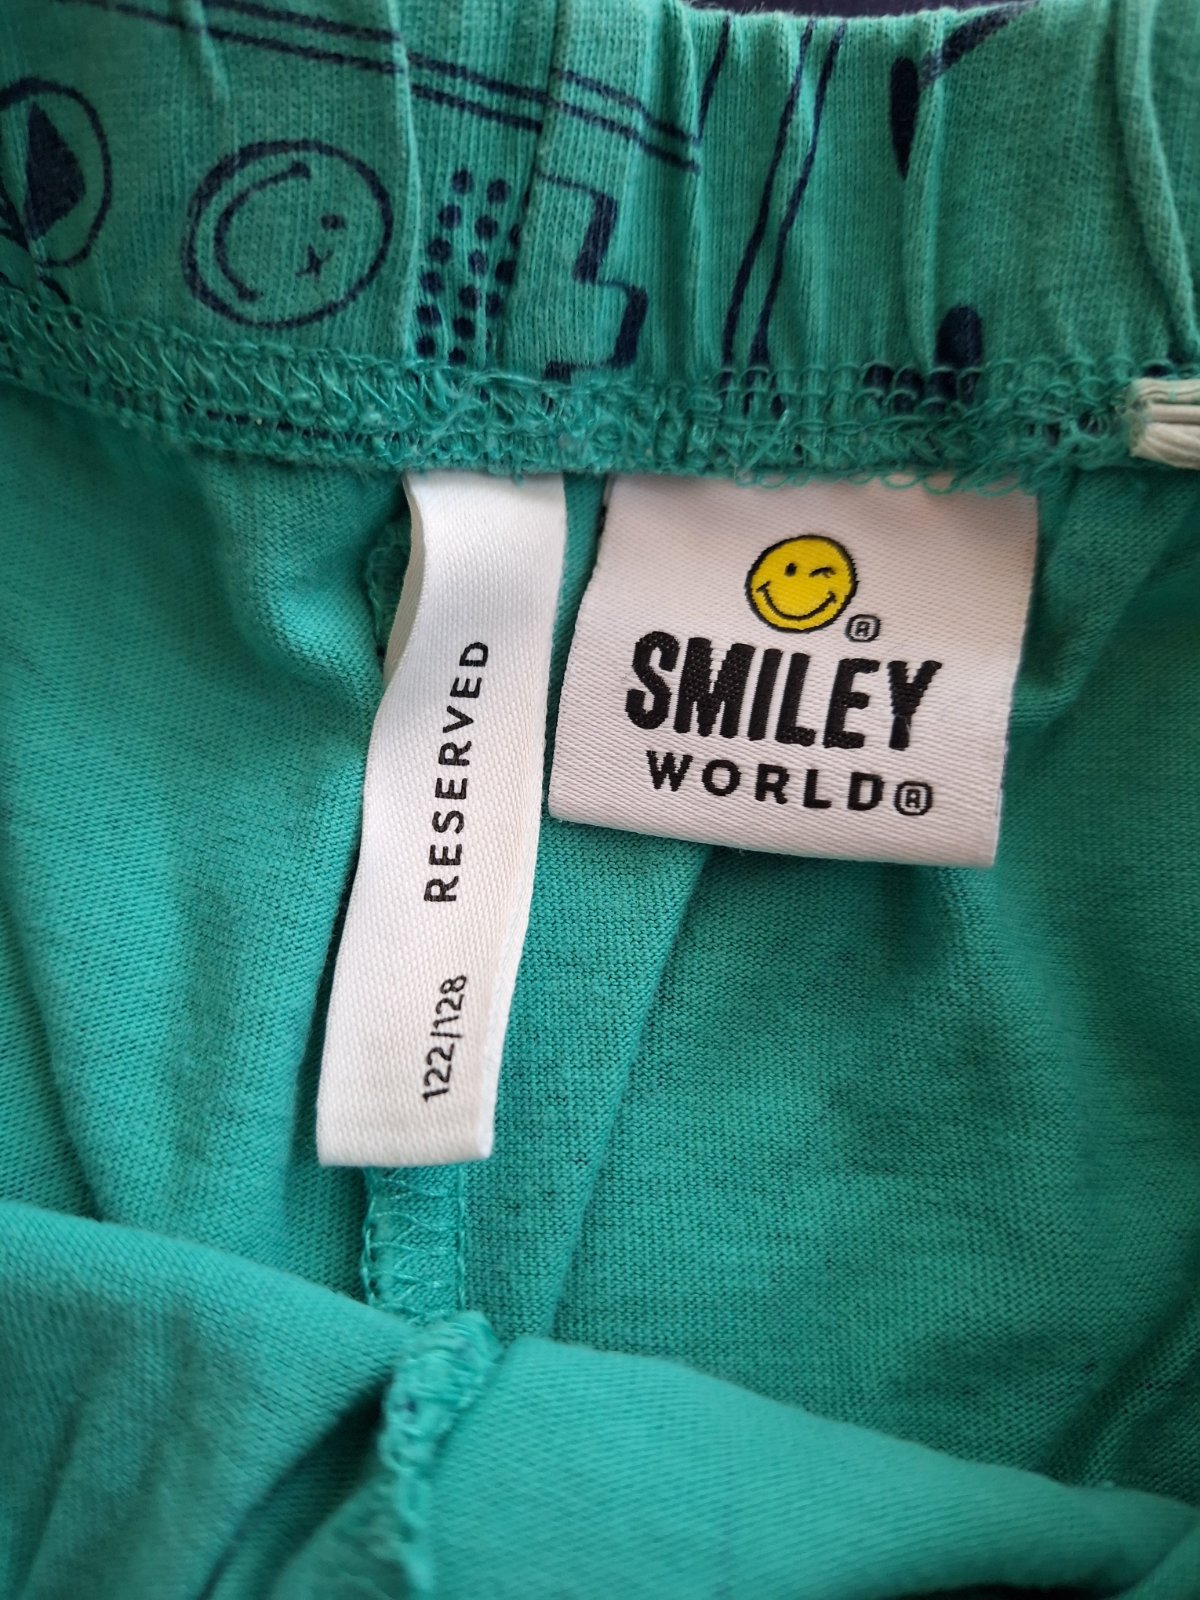 RESERVED
122/128
®
SMILEY
WORLD®